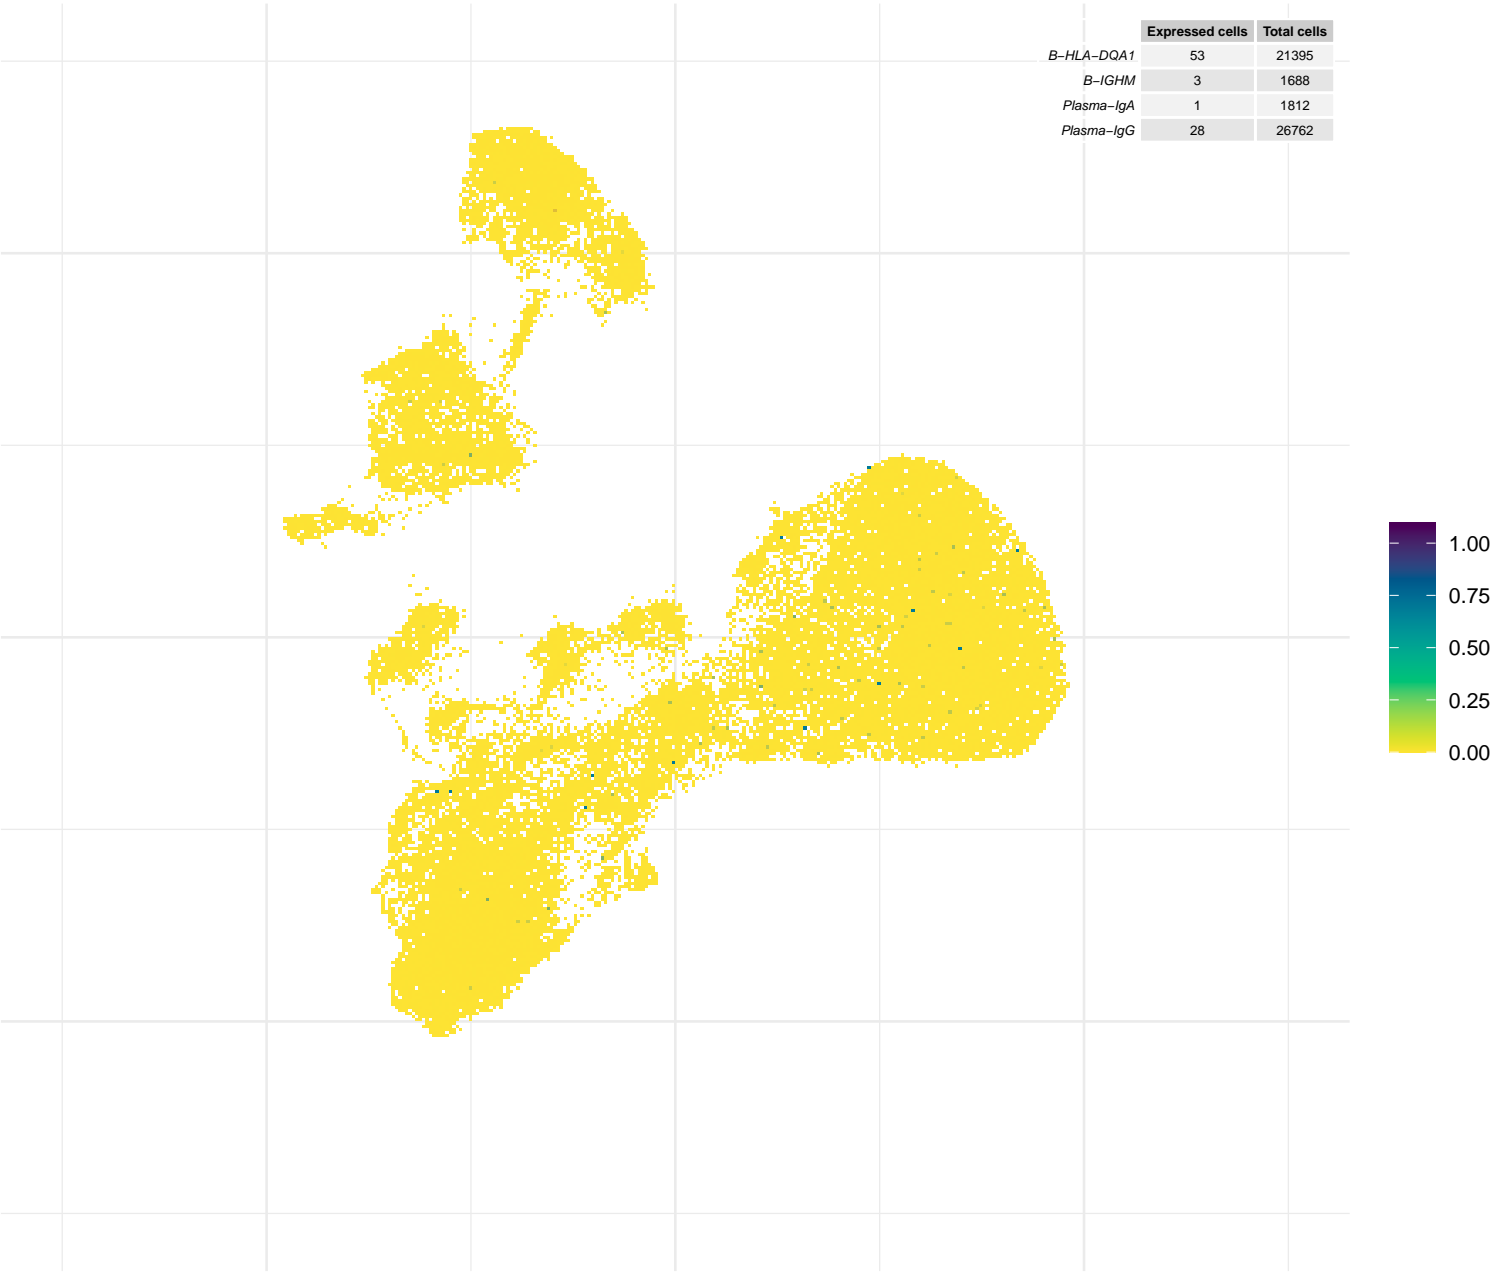 Expressed cells Total cells
B−HLA−DQA1 53 21395
B−IGHM 3 1688
Plasma−IgA 1 1812
Plasma−IgG 28 26762
1.00
0.75
0.50
0.25
0.00